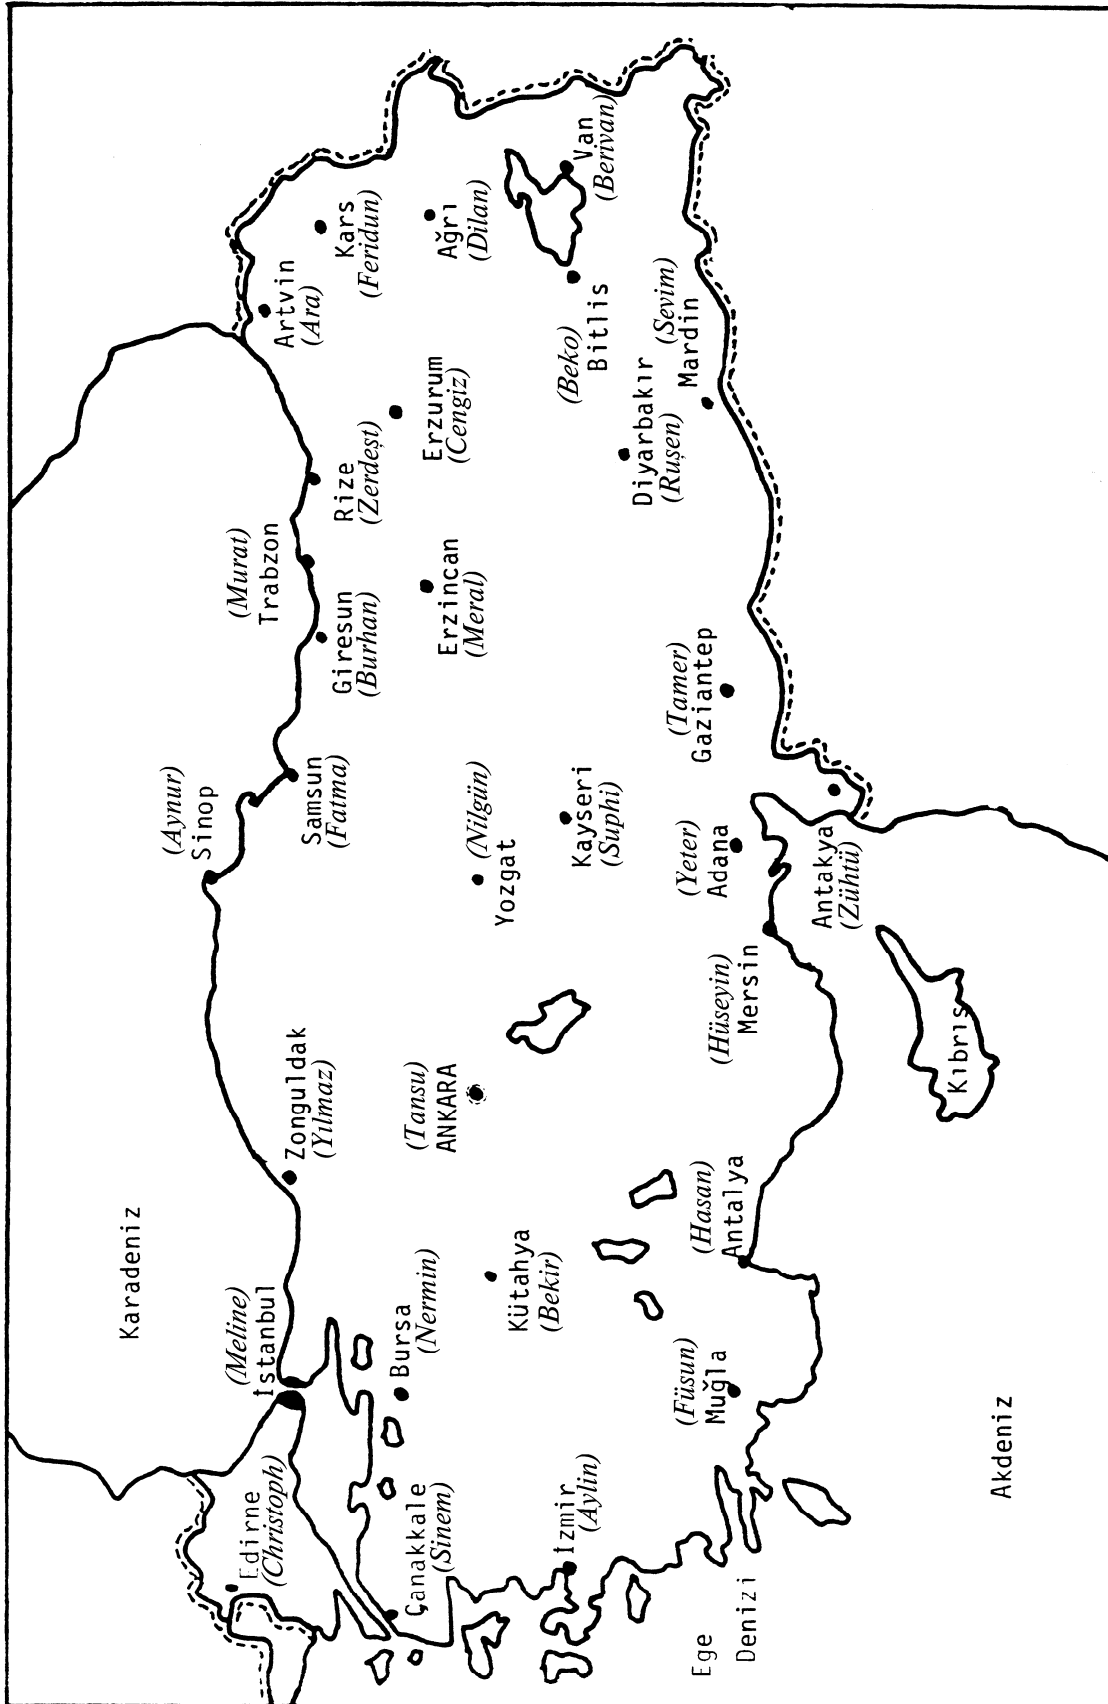 Karadeniz
(Aynur)
Sinop
(Murat)
Trabzon
Edirne
(Christoph)
(Meline)
İstanbul
Zonguldak
(Yılmaz)
Samsun
(Fatma)
Giresun
(Burhan)
Rize
(Zerdeşt)
Artvin
(Ara)
Kars
(Feridun)
Çanakkale
(Sinem)
Bursa
(Nermin)
(Tansu)
ANKARA
(Nilgün)
Yozgat
Erzincan
(Meral)
Erzurum
(Cengiz)
Ağrı
(Dilan)
Kütahya
(Bekir)
İzmir
(Aylin)
Kayseri
(Suphi)
(Beko)
Bitlis
Van
(Berivan)
Diyarbakır
(Ruşen)
(Sevim)
Mardin
Ege
Denizi
(Füsun)
Muğla
(Hasan)
Antalya
(Hüseyin)
Mersin
(Yeter)
Adana
(Tamer)
Gaziantep
Antakya
(Zühtü)
Kıbrıs
Akdeniz